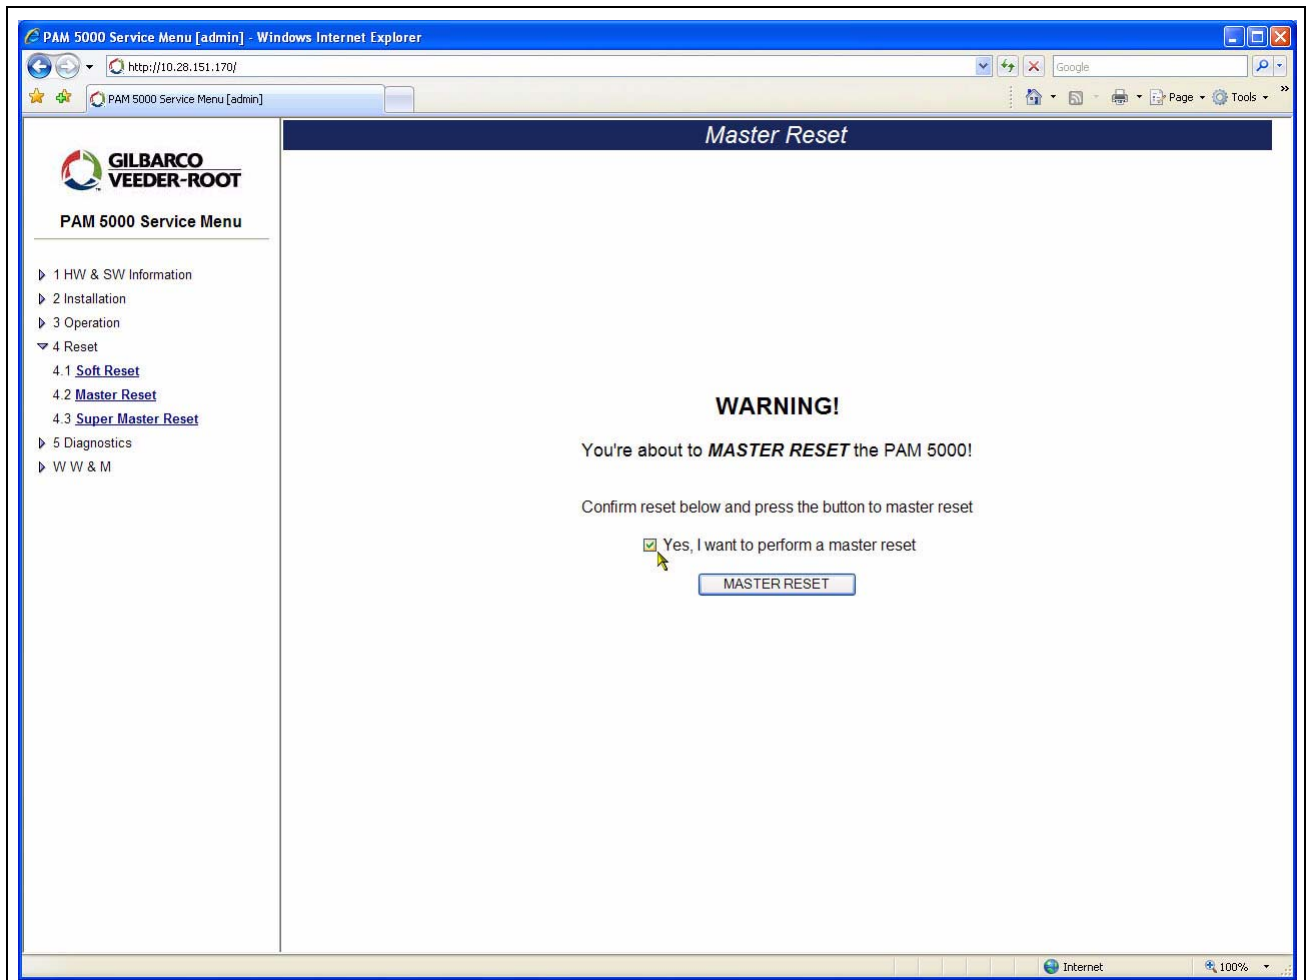 PAM 5000 Service Menu [admin] - Windows Internet Explorer
http://10.28.151.170/
Google
PAM 5000 Service Menu [admin]
Page
Tools
»
GILBARCO
VEEDER-ROOT
PAM 5000 Service Menu
1 HW & SW Information
2 Installation
3 Operation
4 Reset
4.1 Soft Reset
4.2 Master Reset
4.3 Super Master Reset
5 Diagnostics
W W & M
Master Reset
WARNING!
You're about to MASTER RESET the PAM 5000!
Confirm reset below and press the button to master reset
Yes, I want to perform a master reset
MASTER RESET
Internet
100%